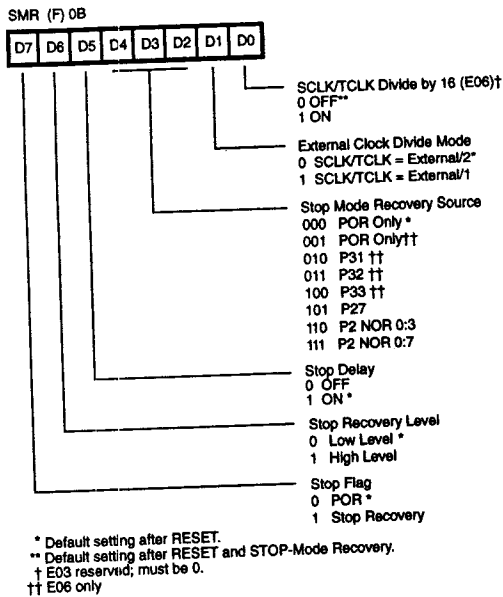 SMR (F) 0B
D7 D6 D5 D4 D3 D2 D1 D0
SCLK/TCLK Divide by 16 (E06)†
0 OFF**
1 ON
External Clock Divide Mode
0 SCLK/TCLK = External/2*
1 SCLK/TCLK = External/1
Stop Mode Recovery Source
000 POR Only *
001 POR Only††
010 P31 ††
011 P32 ††
100 P33 ††
101 P27
110 P2 NOR 0:3
111 P2 NOR 0:7
Stop Delay
0 OFF
1 ON *
Stop Recovery Level
0 Low Level *
1 High Level
Stop Flag
0 POR *
1 Stop Recovery
* Default setting after RESET.
** Default setting after RESET and STOP-Mode Recovery.
† E03 reserved; must be 0.
†† E06 only